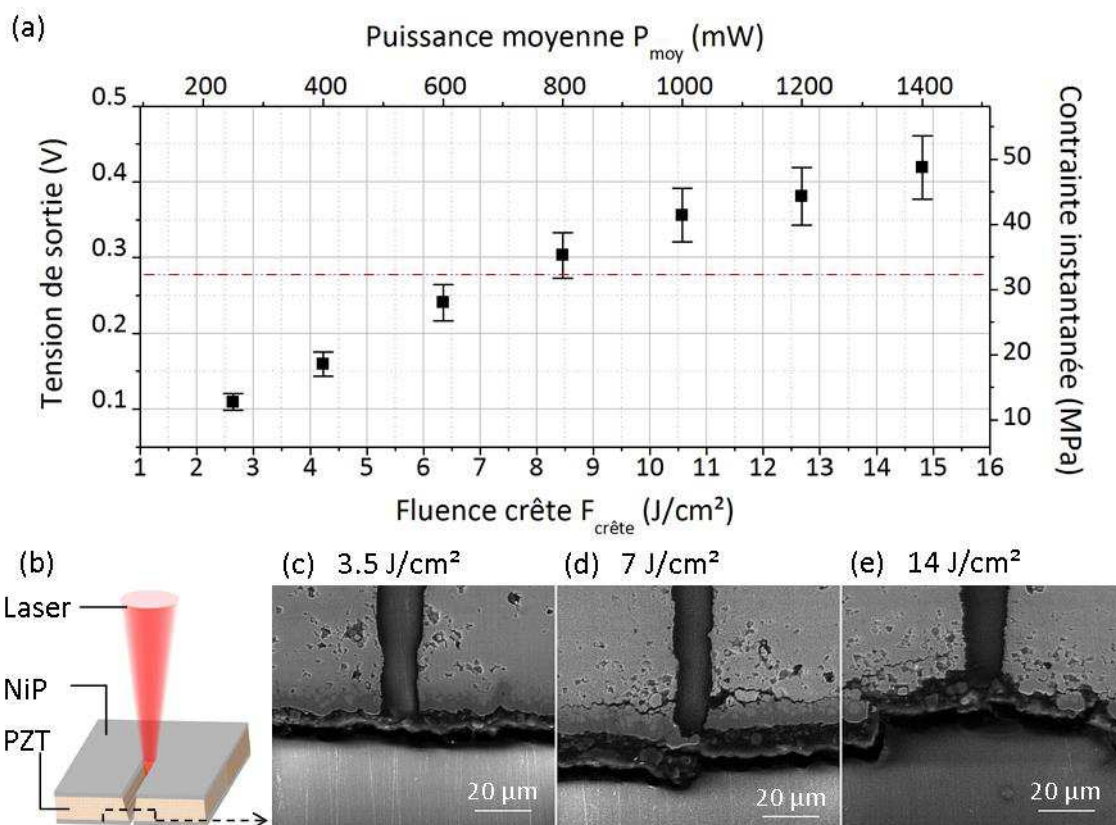 (a)
Puissance moyenne P_moy (mW)
200 400 600 800 1000 1200 1400
0.5
0.4
0.3
0.2
0.1
Tension de sortie (V)
50
40
30
20
10
Contrainte instantanée (MPa)
1 2 3 4 5 6 7 8 9 10 11 12 13 14 15 16
Fluence crête F_crête (J/cm²)
(b)
Laser
NiP
PZT
(c) 3.5 J/cm²
20 µm
(d) 7 J/cm²
20 µm
(e) 14 J/cm²
20 µm